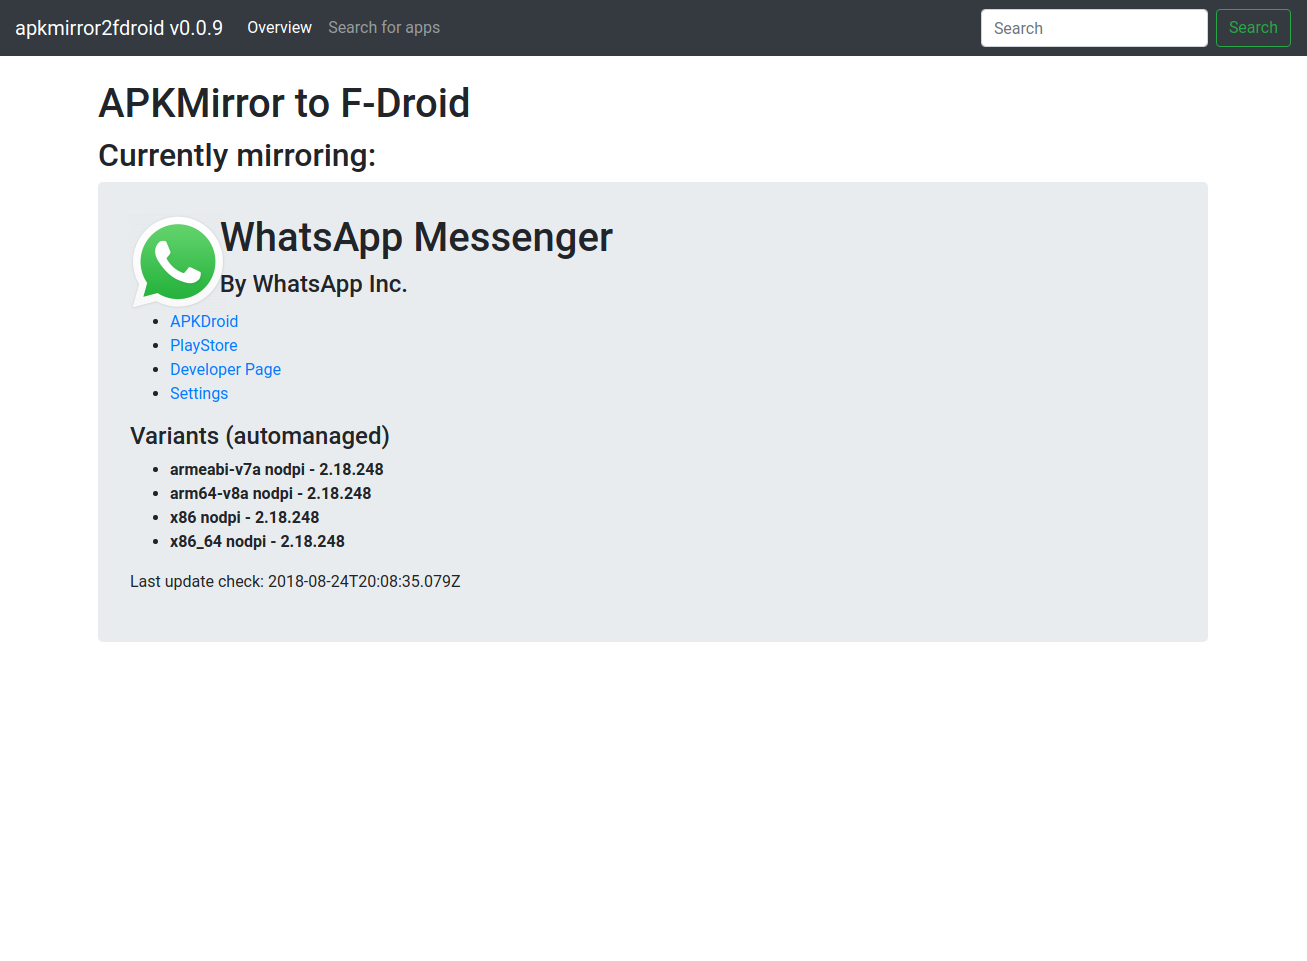 apkmirror2fdroid v0.0.9 Overview Search for apps Search Search
APKMirror to F-Droid
Currently mirroring:
WhatsApp Messenger
By WhatsApp Inc.
APKDroid
PlayStore
Developer Page
Settings
Variants (automanaged)
armeabi-v7a nodpi - 2.18.248
arm64-v8a nodpi - 2.18.248
x86 nodpi - 2.18.248
x86_64 nodpi - 2.18.248
Last update check: 2018-08-24T20:08:35.079Z